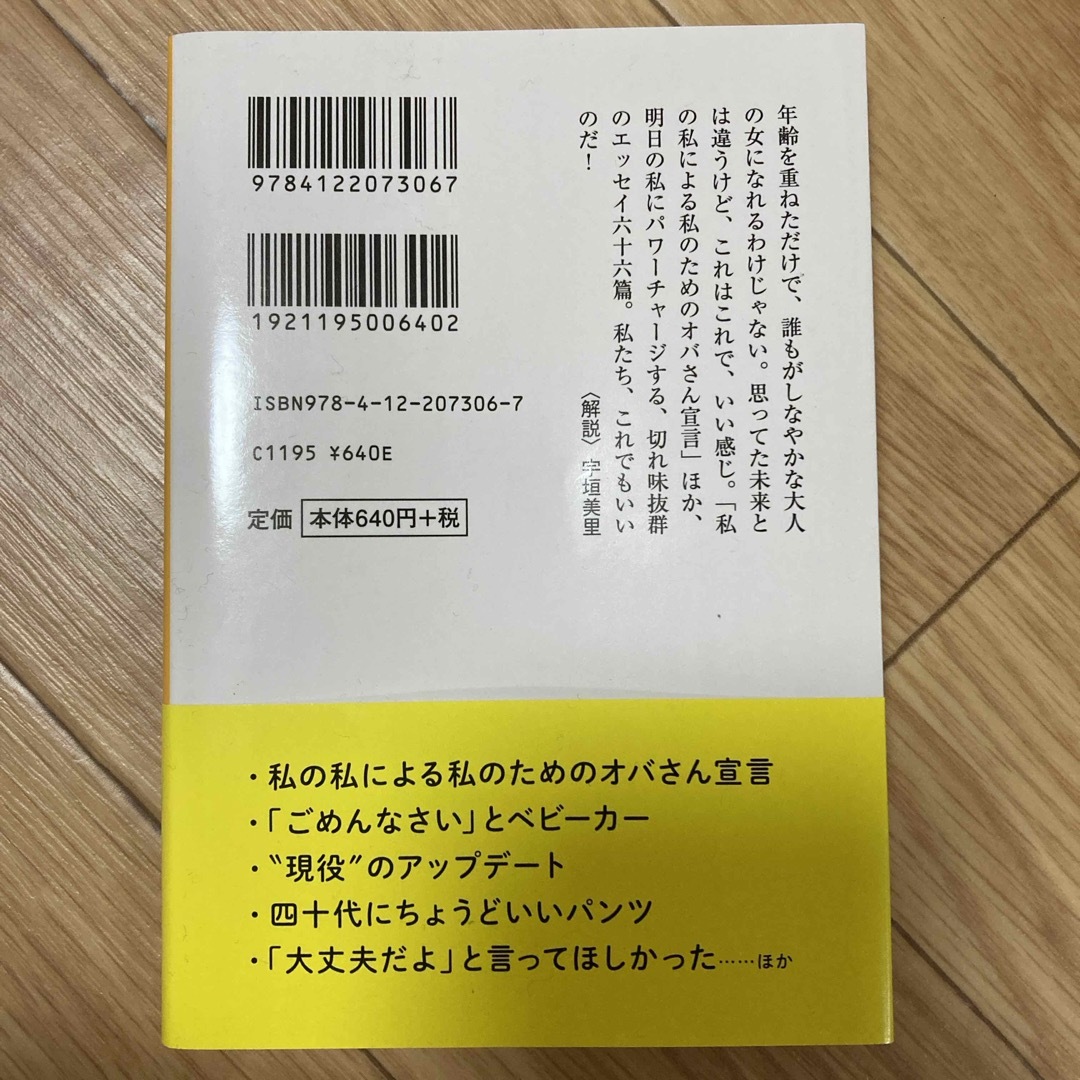 年齢を重ねただけで、誰もがしなやかな大人
の女になれるわけじゃない。思ってた未来と
は違うけど、これはこれで、いい感じ。「私
の私による私のためのオバさん宣言」ほか、
明日の私にパワーチャージする、切れ味抜群
のエッセイ六十六篇。私たち、これでもいい
のだ！
〈解説〉宇垣美里
9784122073067
1921195006402
ISBN978-4-12-207306-7
C1195 ¥640E
定価 本体640円+税
・私の私による私のためのオバさん宣言
・「ごめんなさい」とベビーカー
・〝現役〟のアップデート
・四十代にちょうどいいパンツ
・「大丈夫だよ」と言ってほしかった……ほか